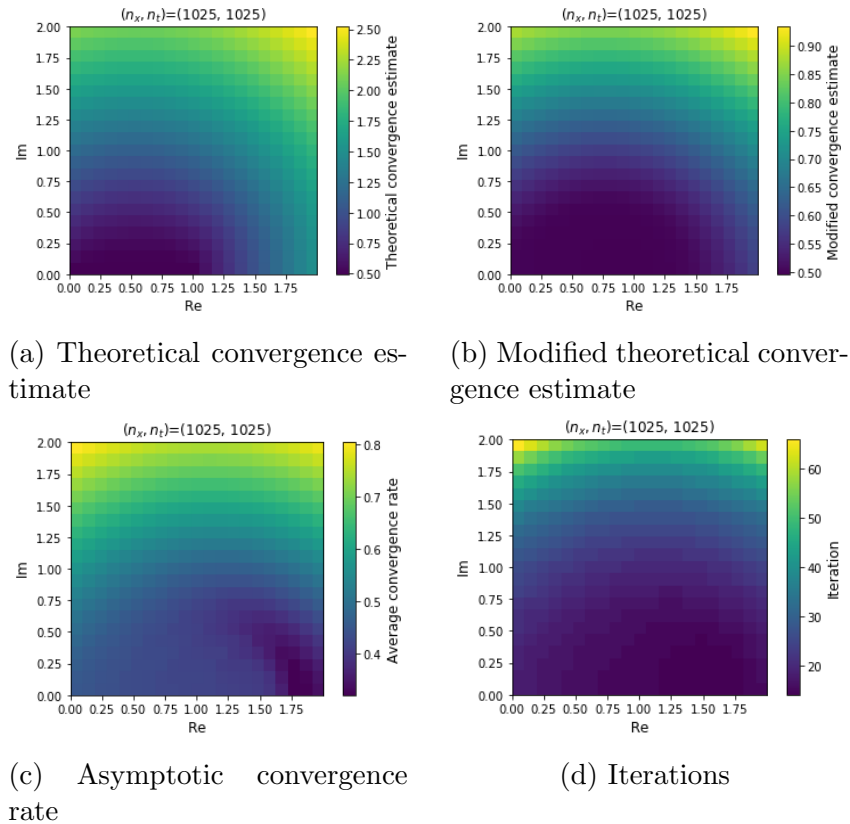 (n_x, n_t)=(1025, 1025)
2.00
1.75
1.50
1.25
1.00
0.75
0.50
0.25
0.00
Im
0.00 0.25 0.50 0.75 1.00 1.25 1.50 1.75
Re
2.50
2.25
2.00
1.75
1.50
1.25
1.00
0.75
0.50
Theoretical convergence estimate
(n_x, n_t)=(1025, 1025)
2.00
1.75
1.50
1.25
1.00
0.75
0.50
0.25
0.00
Im
0.00 0.25 0.50 0.75 1.00 1.25 1.50 1.75
Re
0.90
0.85
0.80
0.75
0.70
0.65
0.60
0.55
0.50
Modified convergence estimate
(a) Theoretical convergence es-
timate
(b) Modified theoretical conver-
gence estimate
(n_x, n_t)=(1025, 1025)
2.00
1.75
1.50
1.25
1.00
0.75
0.50
0.25
0.00
Im
0.00 0.25 0.50 0.75 1.00 1.25 1.50 1.75
Re
0.8
0.7
0.6
0.5
0.4
Average convergence rate
(n_x, n_t)=(1025, 1025)
2.00
1.75
1.50
1.25
1.00
0.75
0.50
0.25
0.00
Im
0.00 0.25 0.50 0.75 1.00 1.25 1.50 1.75
Re
60
50
40
30
20
Iteration
(c) Asymptotic convergence
rate
(d) Iterations